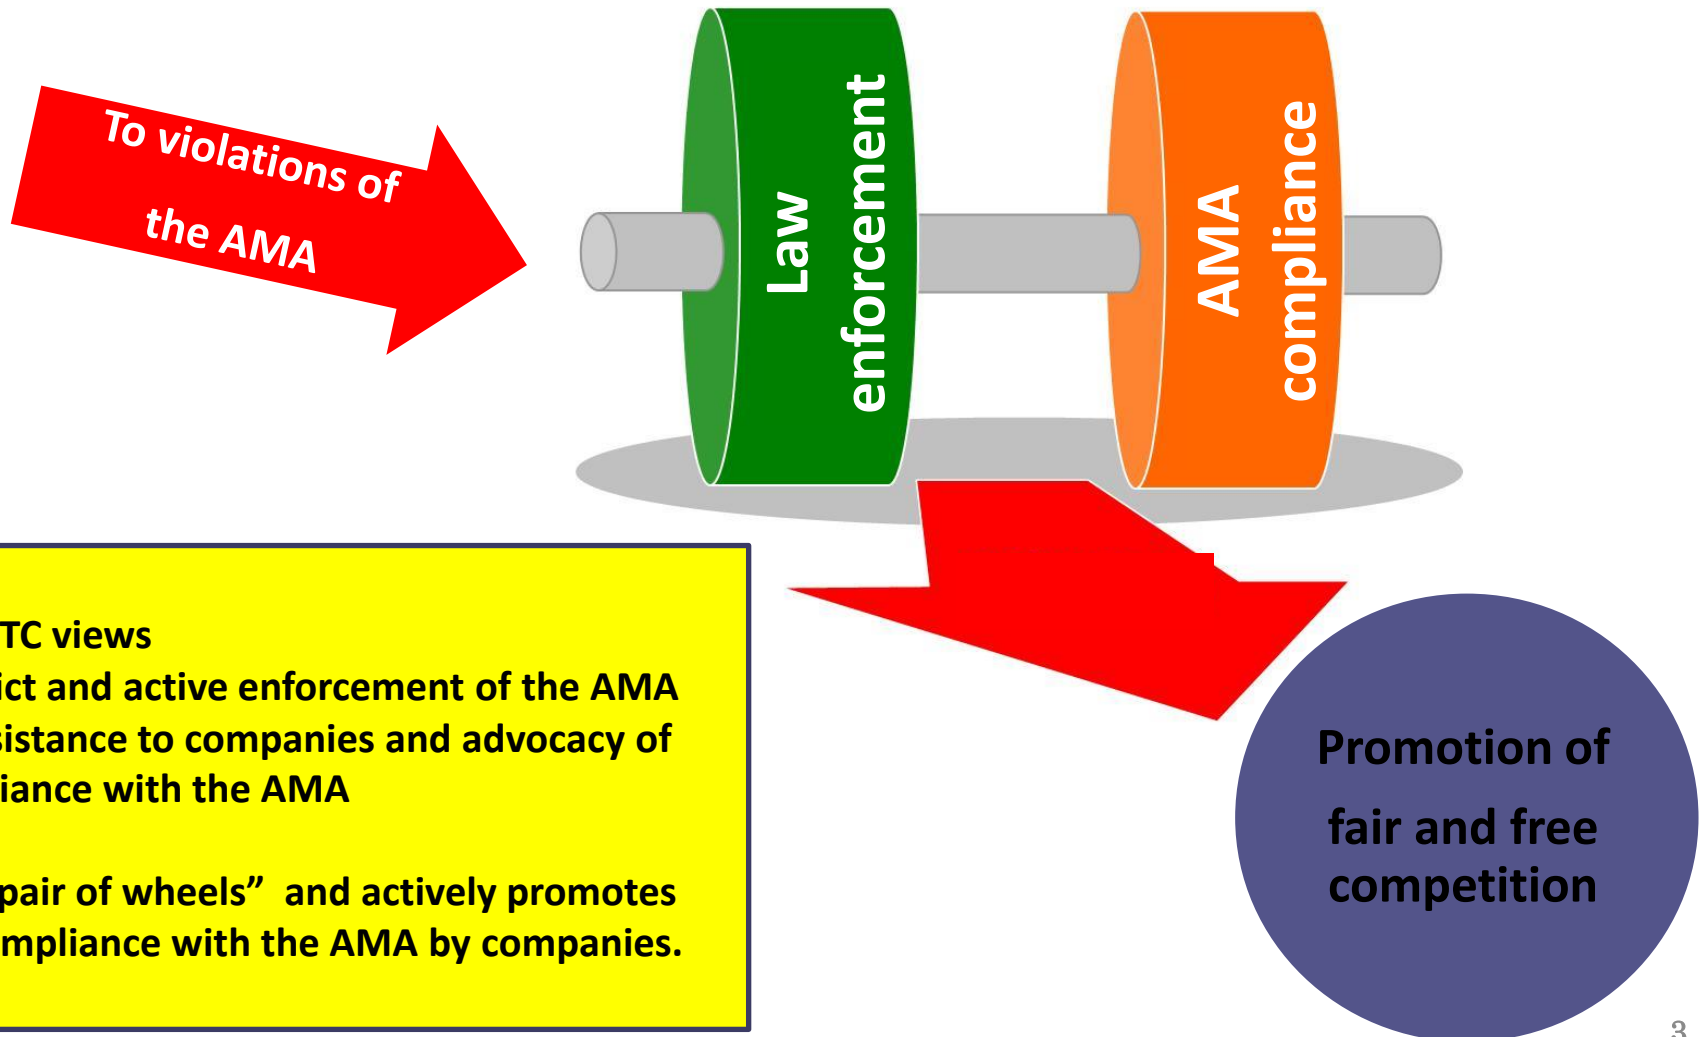 To violations of
the AMA
Law
enforcement
AMA
compliance
TC views
ict and active enforcement of the AMA
sistance to companies and advocacy of
iance with the AMA
pair of wheels” and actively promotes
mpliance with the AMA by companies.
Promotion of
fair and free
competition
3